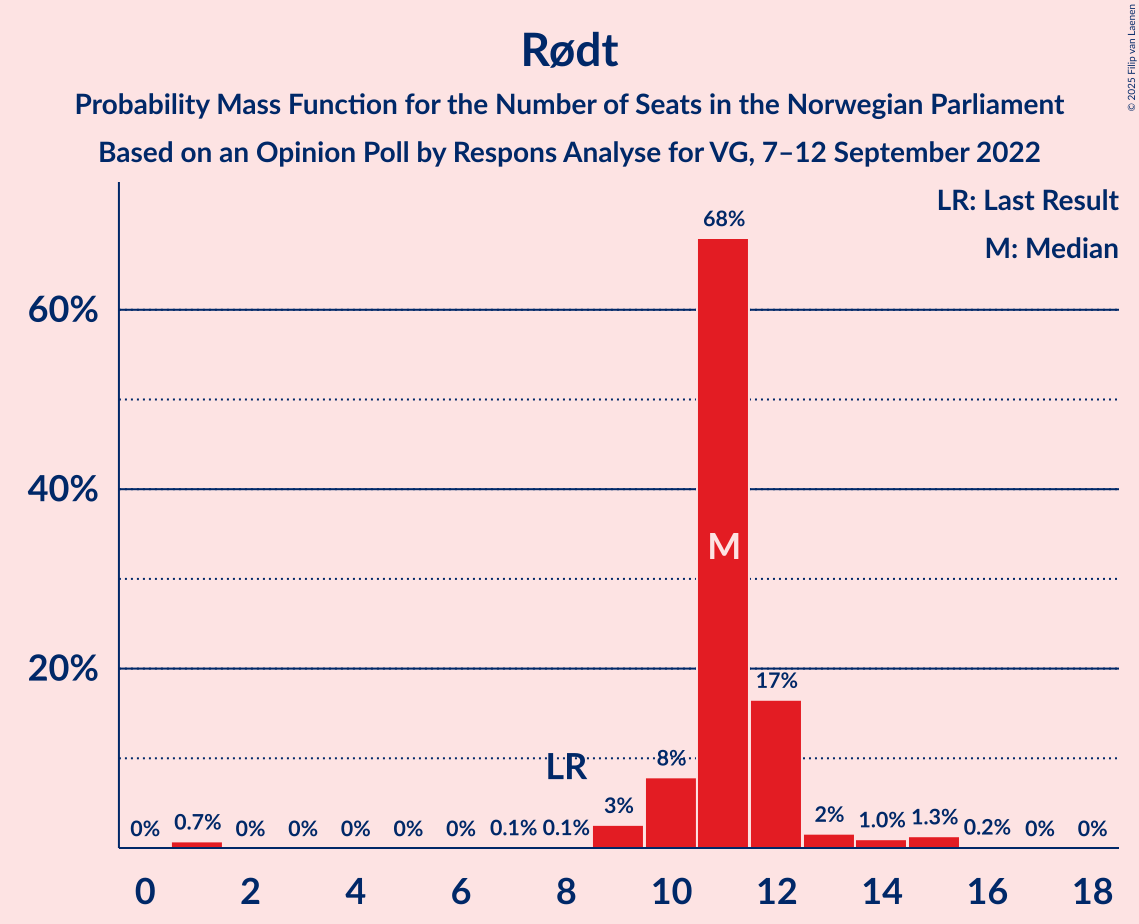 © 2025 Filip van Laenen
Rødt
Probability Mass Function for the Number of Seats in the Norwegian Parliament
Based on an Opinion Poll by Respons Analyse for VG, 7–12 September 2022
LR: Last Result
M: Median
60%
40%
20%
0% 0.7% 0% 0% 0% 0% 0% 0.1% 0.1% 3% 8% 68% 17% 2% 1.0% 1.3% 0.2% 0% 0%
LR
M
0 2 4 6 8 10 12 14 16 18